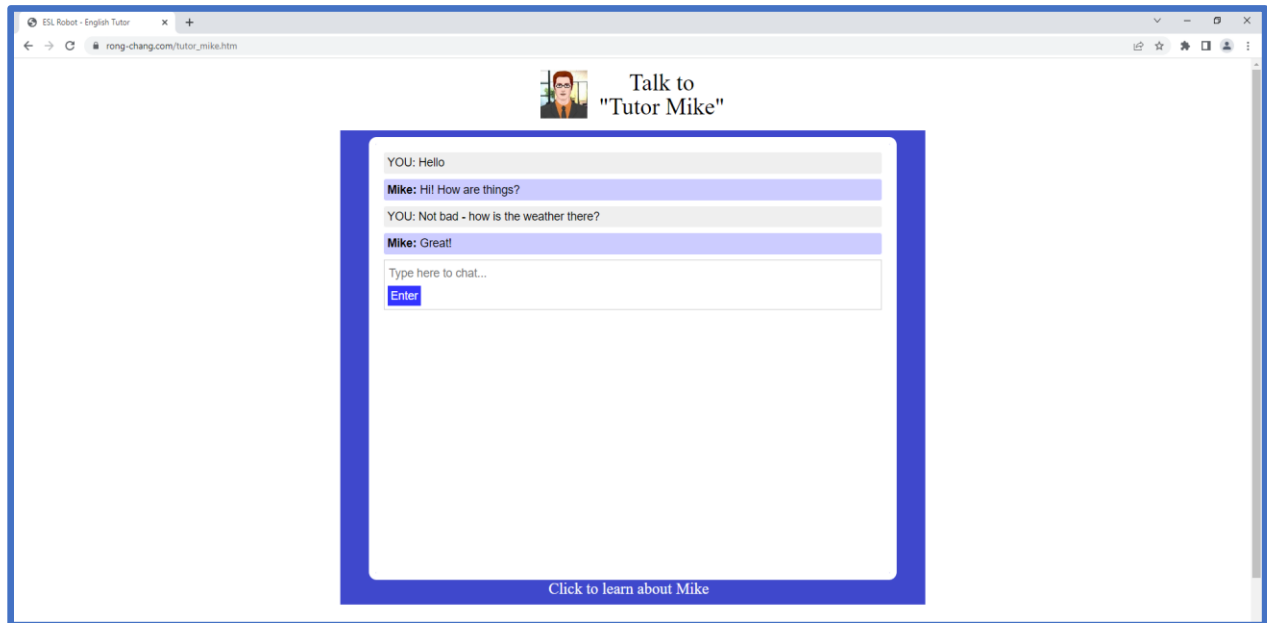 ESL Robot - English Tutor
rong-chang.com/tutor_mike.htm
Talk to
"Tutor Mike"
YOU: Hello
Mike: Hi! How are things?
YOU: Not bad - how is the weather there?
Mike: Great!
Type here to chat...
Enter
Click to learn about Mike